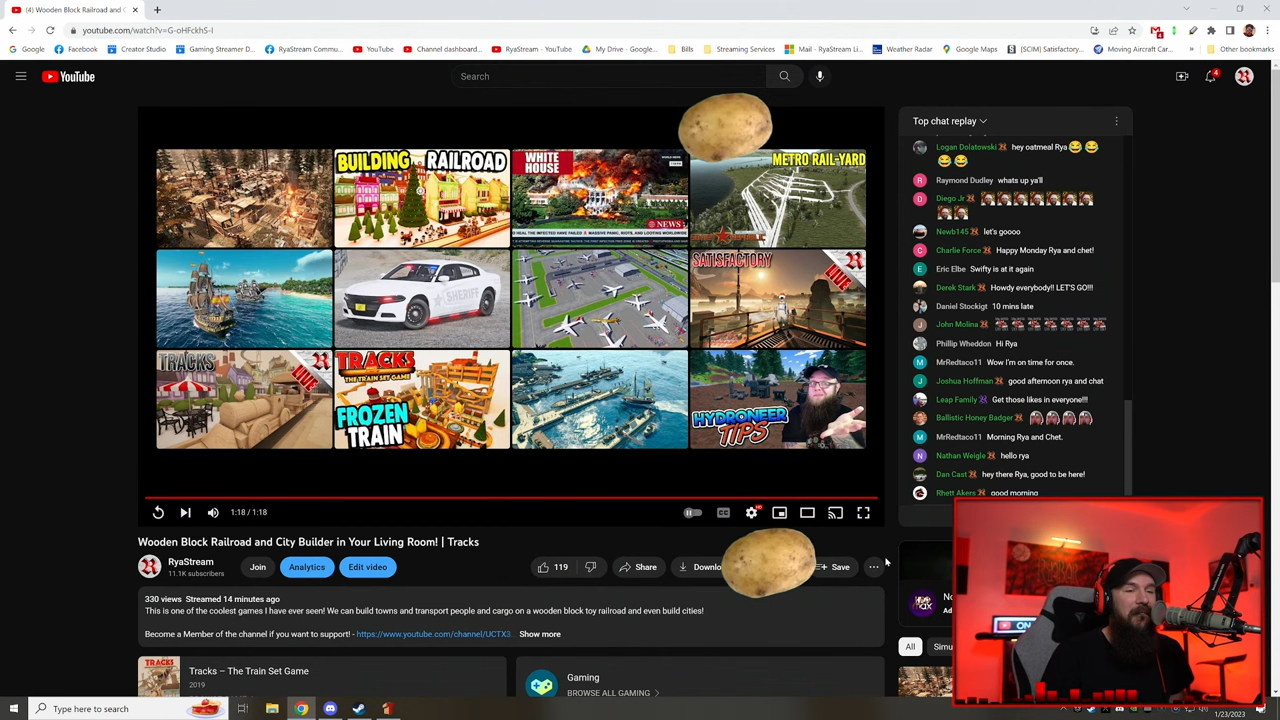 (4) Wooden Block Railroad and C
youtube.com/watch?v=G-oHFckhS-I
Google Facebook Creator Studio Gaming Streamer D... RyaStream Commu... YouTube Channel dashboard... RyaStream - YouTube My Drive - Google... Bills Streaming Services Mail - RyaStream Li... Weather Radar Google Maps [SCIM] Satisfactory... Moving Aircraft Car... Other bookmarks
YouTube
Search
4
Top chat replay
Logan Dolatowski hey oatmeal Rya
Raymond Dudley whats up ya'll
Diego Jr
Newb145 let's goooo
Charlie Force Happy Monday Rya and chet!
Eric Elbe Swifty is at it again
Derek Stark Howdy everybody!! LET'S GO!!!
Daniel Stockigt 10 mins late
John Molina
Phillip Wheddon Hi Rya
MrRedtaco11 Wow I'm on time for once.
Joshua Hoffman good afternoon rya and chat
Leap Family Get those likes in everyone!!!
Ballistic Honey Badger
MrRedtaco11 Morning Rya and Chet.
Nathan Weigle hello rya
Dan Cast hey there Rya, good to be here!
Rhett Akers good morning
BUILDING RAILROAD
WHITE HOUSE
NEWS
METRO RAIL-YARD
SHERIFF
SATISFACTORY
LIVE
TRACKS
LIVE
TRACKS
THE TRAIN SET GAME
FROZEN TRAIN
HYDRONEER TIPS
1:18 / 1:18
Wooden Block Railroad and City Builder in Your Living Room! | Tracks
RyaStream
11.1K subscribers
Join
Analytics
Edit video
119
Share
Downlo
Save
330 views Streamed 14 minutes ago
This is one of the coolest games I have ever seen! We can build towns and transport people and cargo on a wooden block toy railroad and even build cities!
Become a Member of the channel if you want to support! - https://www.youtube.com/channel/UCTX3... Show more
TRACKS
Tracks – The Train Set Game
2019
Gaming
BROWSE ALL GAMING
All
Simu
ON
Type here to search
1/23/2023